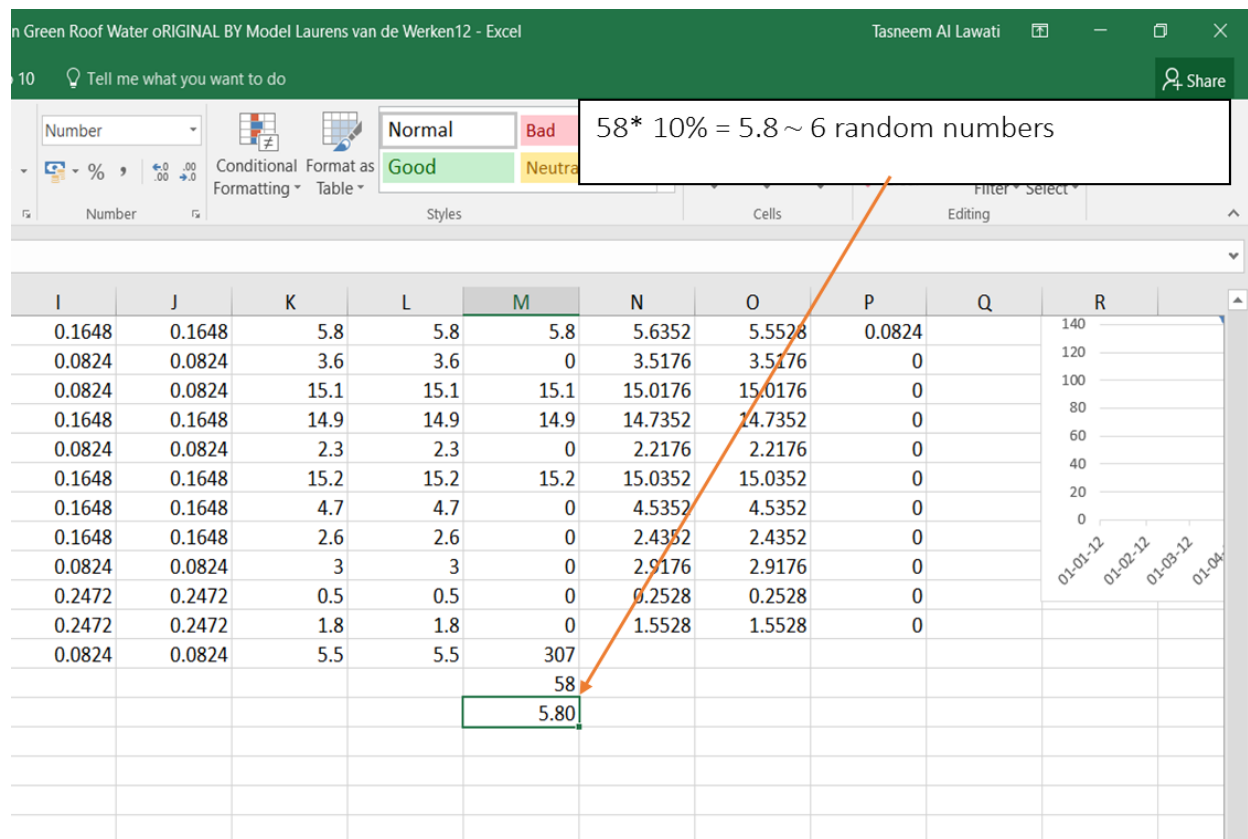 n Green Roof Water oRIGINAL BY Model Laurens van de Werken12 - Excel Tasneem Al Lawati
10 Tell me what you want to do Share
Number Normal Bad
58* 10% = 5.8 ~ 6 random numbers
% Conditional Format as Good
Formatting Table Filter Select
Number Styles Cells Editing
I J K L M N O P Q R
0.1648 0.1648 5.8 5.8 5.8 5.6352 5.5528 0.0824
0.0824 0.0824 3.6 3.6 0 3.5176 3.5176 0
0.0824 0.0824 15.1 15.1 15.1 15.0176 15.0176 0
0.1648 0.1648 14.9 14.9 14.9 14.7352 14.7352 0
0.0824 0.0824 2.3 2.3 0 2.2176 2.2176 0
0.1648 0.1648 15.2 15.2 15.2 15.0352 15.0352 0
0.1648 0.1648 4.7 4.7 0 4.5352 4.5352 0
0.1648 0.1648 2.6 2.6 0 2.4352 2.4352 0
0.0824 0.0824 3 3 0 2.9176 2.9176 0
0.2472 0.2472 0.5 0.5 0 0.2528 0.2528 0
0.2472 0.2472 1.8 1.8 0 1.5528 1.5528 0
0.0824 0.0824 5.5 5.5 307
58
5.80
140
120
100
80
60
40
20
0
01-01-12 01-02-12 01-03-12